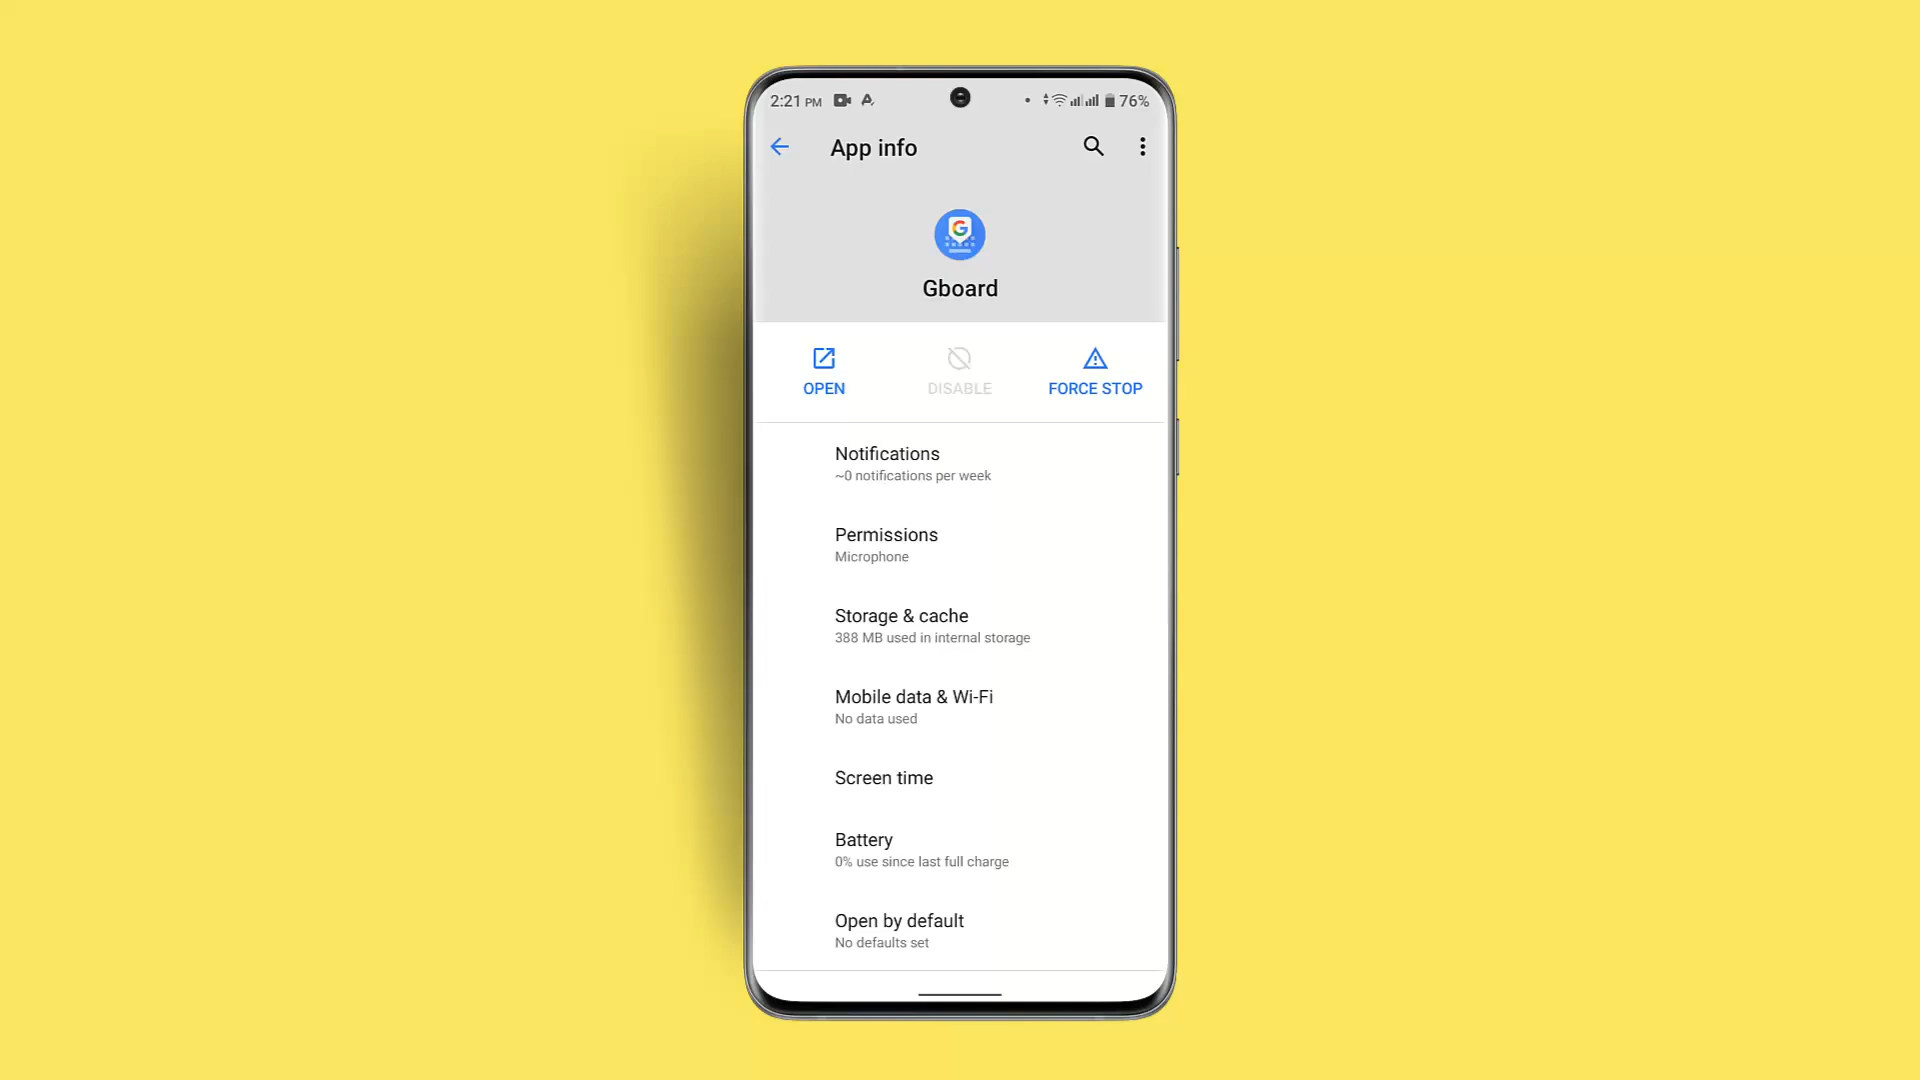 2:21 PM 76%
App info
G
Gboard
OPEN DISABLE FORCE STOP
Notifications
~0 notifications per week
Permissions
Microphone
Storage & cache
388 MB used in internal storage
Mobile data & Wi-Fi
No data used
Screen time
Battery
0% use since last full charge
Open by default
No defaults set